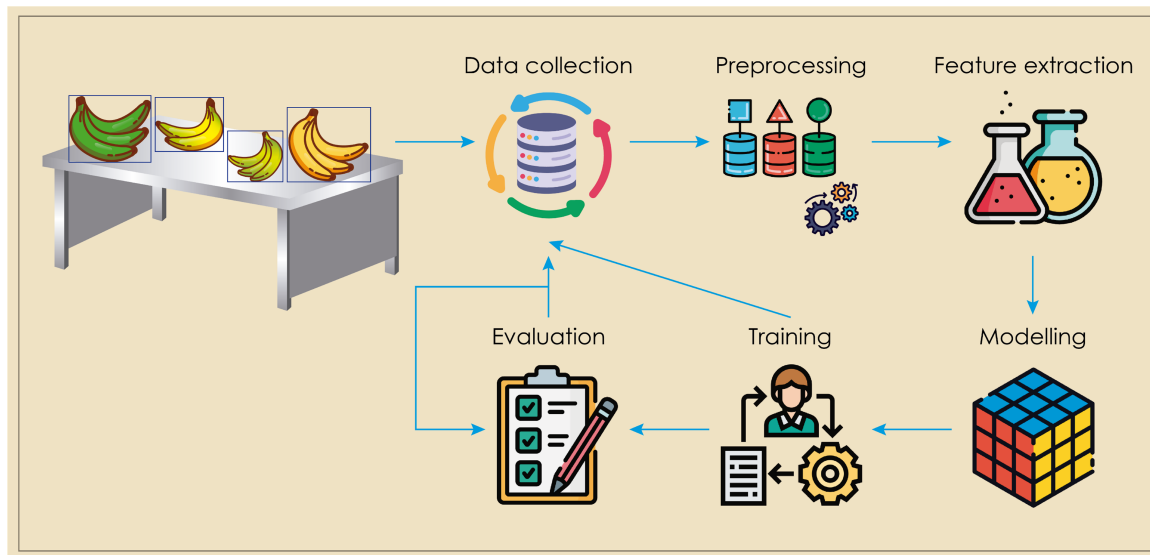 Data collection
Preprocessing
Feature extraction
Evaluation
Training
Modelling